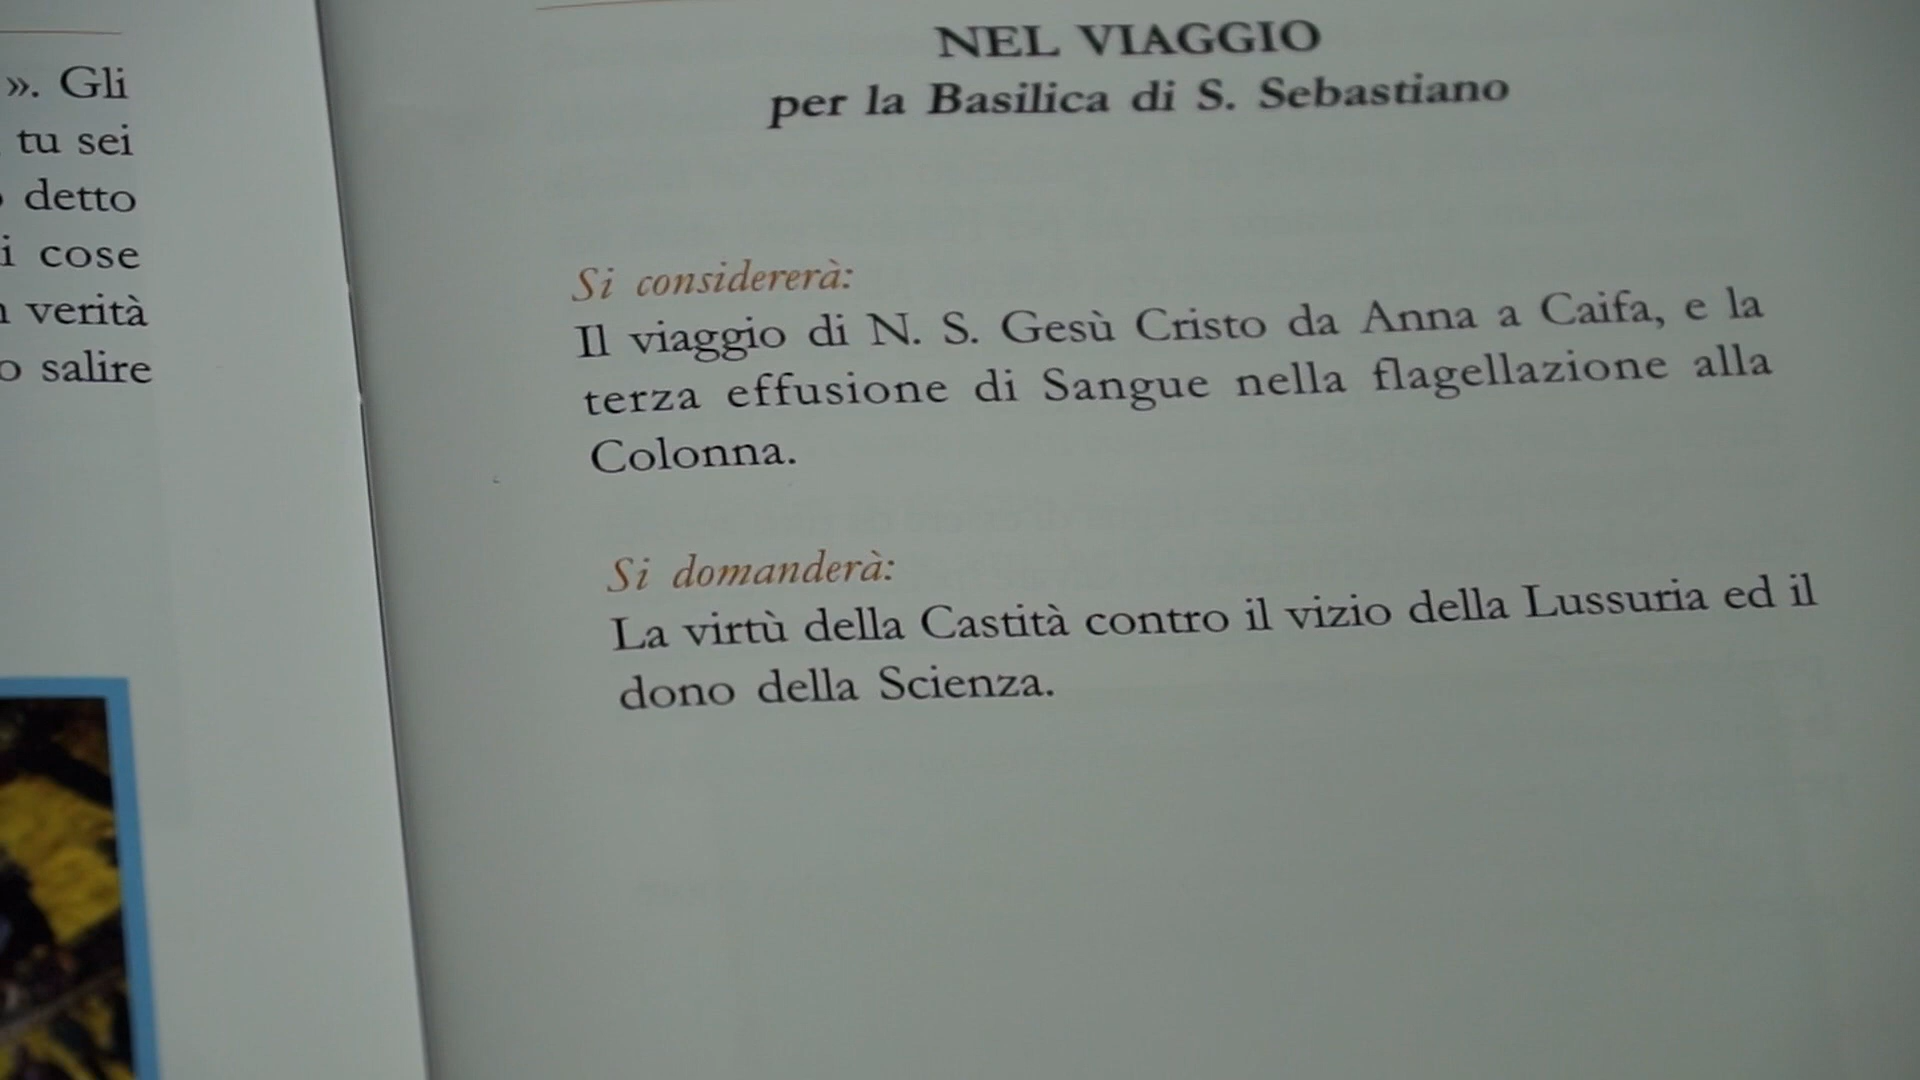 ». Gli
tu sei
detto
i cose
verità
salire
NEL VIAGGIO
per la Basilica di S. Sebastiano
Si considererà:
Il viaggio di N. S. Gesù Cristo da Anna a Caifa, e la
terza effusione di Sangue nella flagellazione alla
Colonna.
Si domanderà:
La virtù della Castità contro il vizio della Lussuria ed il
dono della Scienza.